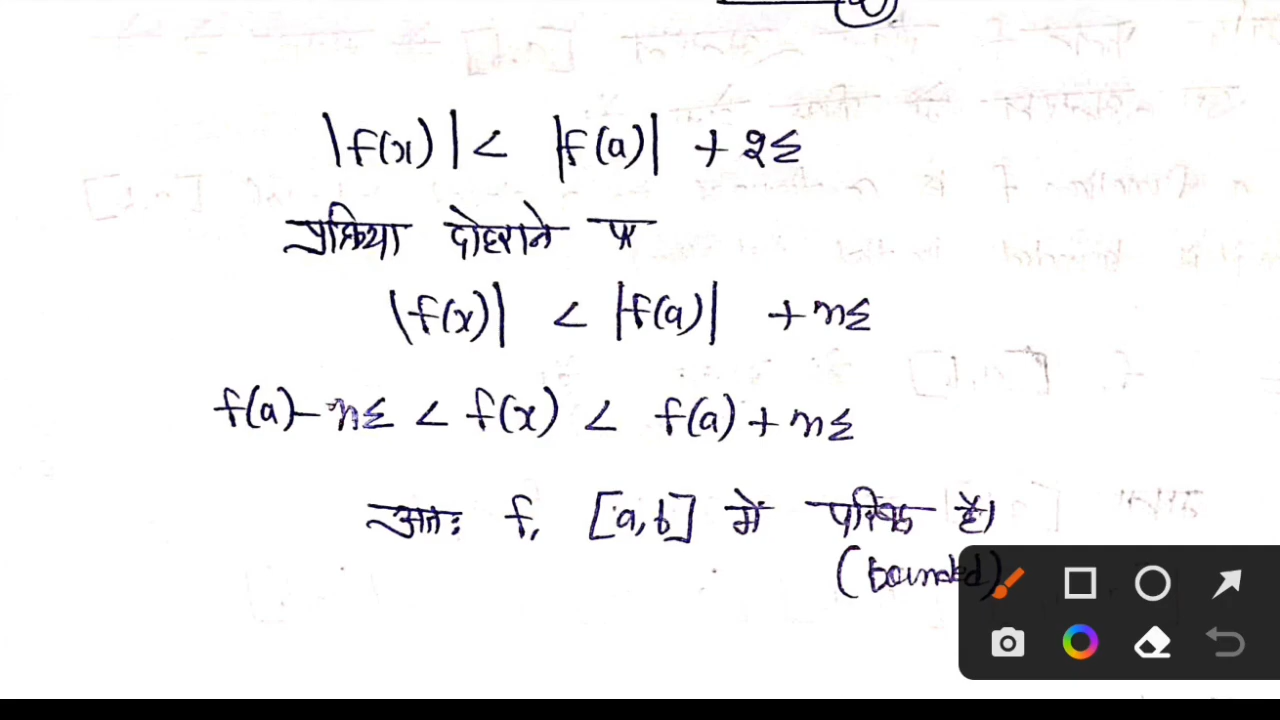 |f(x)| < |f(a)| + 2ε
प्रक्रिया दोहराने पर
|f(x)| < |f(a)| + nε
f(a) - nε < f(x) < f(a) + nε
अतः f, [a, b] में परिबद्ध है।
(bounded)